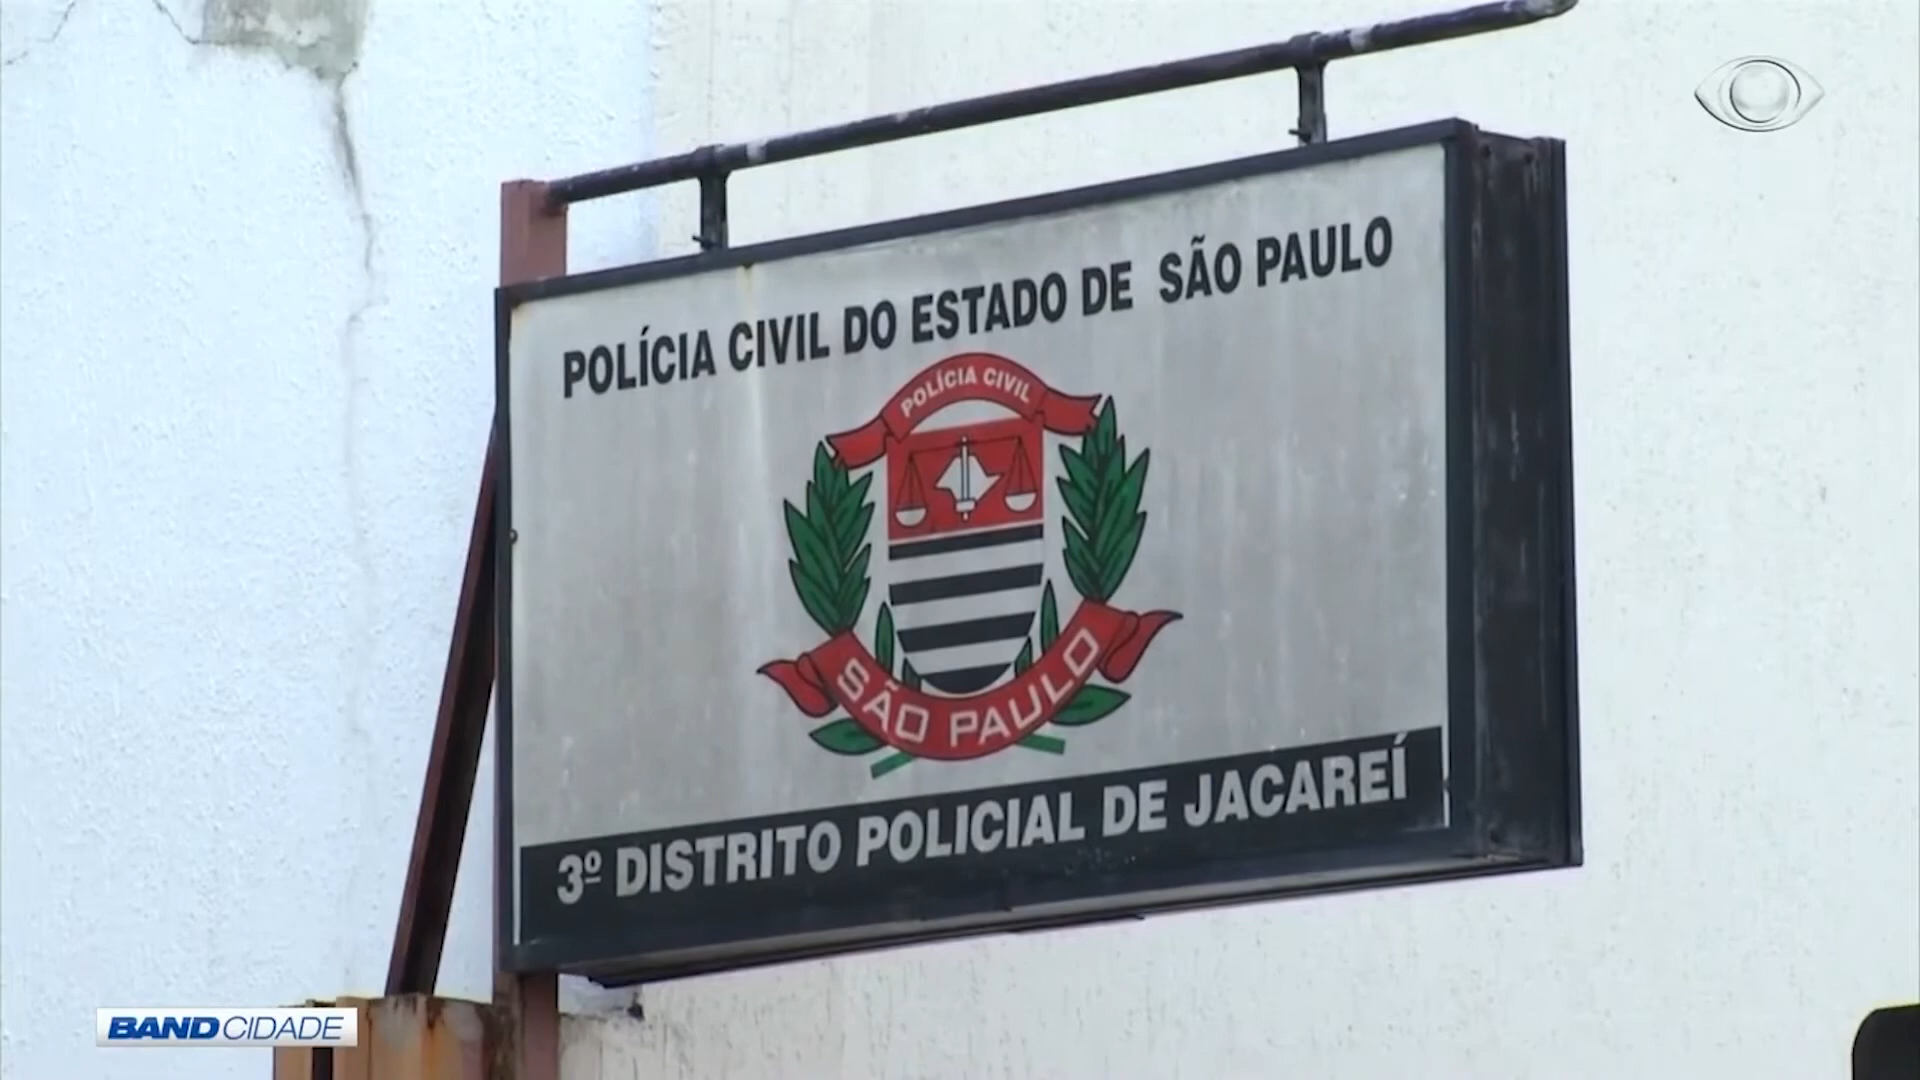 POLÍCIA CIVIL DO ESTADO DE SÃO PAULO
POLÍCIA CIVIL
SÃO PAULO
3º DISTRITO POLICIAL DE JACAREÍ
BAND CIDADE